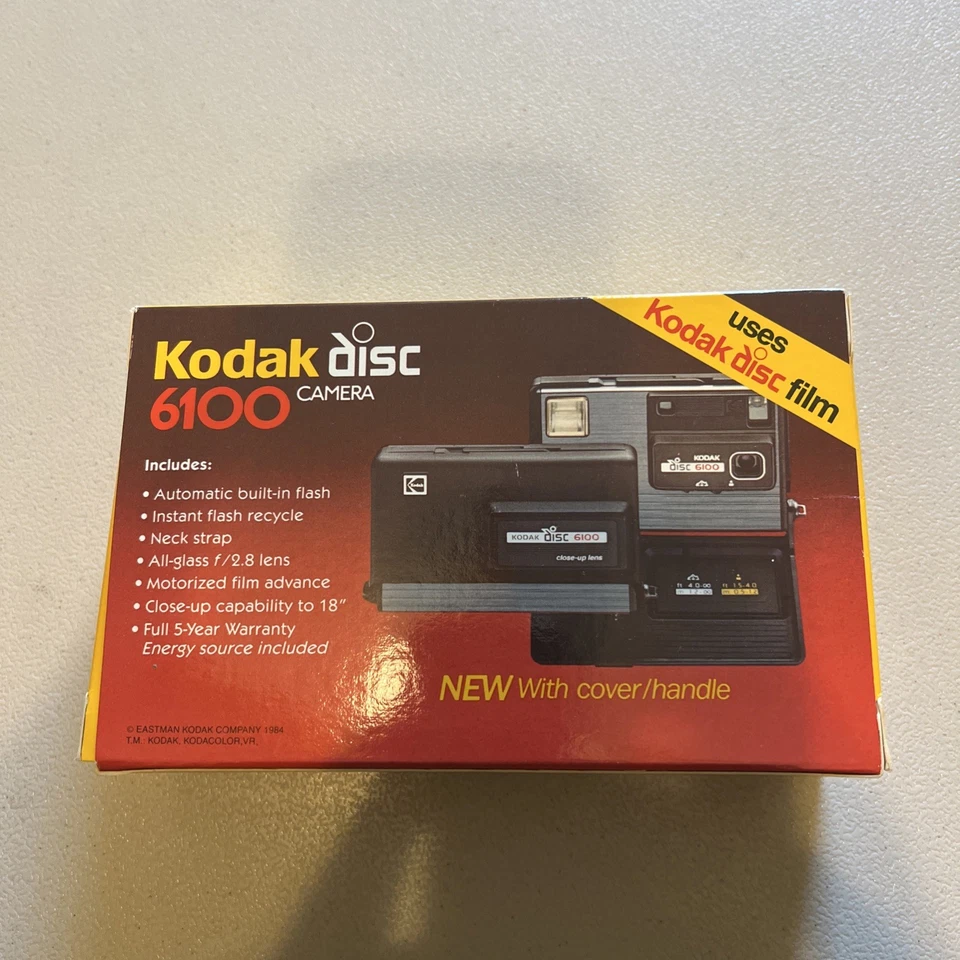 Kodak disc
6100 CAMERA
uses
Kodak disc film
Includes:
• Automatic built-in flash
• Instant flash recycle
• Neck strap
• All-glass f/2.8 lens
• Motorized film advance
• Close-up capability to 18"
• Full 5-Year Warranty
Energy source included
KODAK
disc 6100
Kodak
KODAK disc 6100
close-up lens
NEW With cover/handle
© EASTMAN KODAK COMPANY 1984
T.M. KODAK, KODACOLOR, VR,